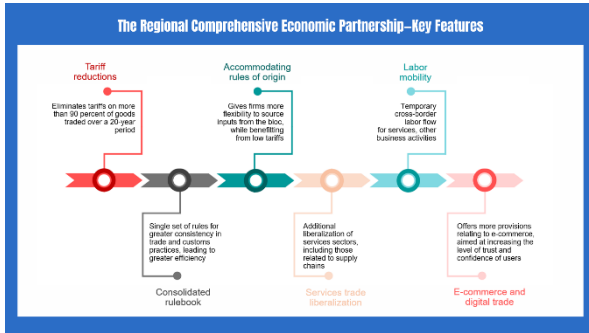 The Regional Comprehensive Economic Partnership—Key Features
Tariff
reductions
Eliminates tariffs on more
than 90 percent of goods
traded over a 20-year
period
Accommodating
rules of origin
Gives firms more
flexibility to source
inputs from the bloc,
while benefitting
from low tariffs
Labor
mobility
Temporary
cross-border
labor flow
for services, other
business activities
Single set of rules for
greater consistency in
trade and customs
practices, leading to
greater efficiency
Consolidated
rulebook
Additional
liberalization of
services sectors,
including those
related to supply
chains
Services trade
liberalization
Offers more provisions
relating to e-commerce,
aimed at increasing the
level of trust and
confidence of users
E-commerce and
digital trade